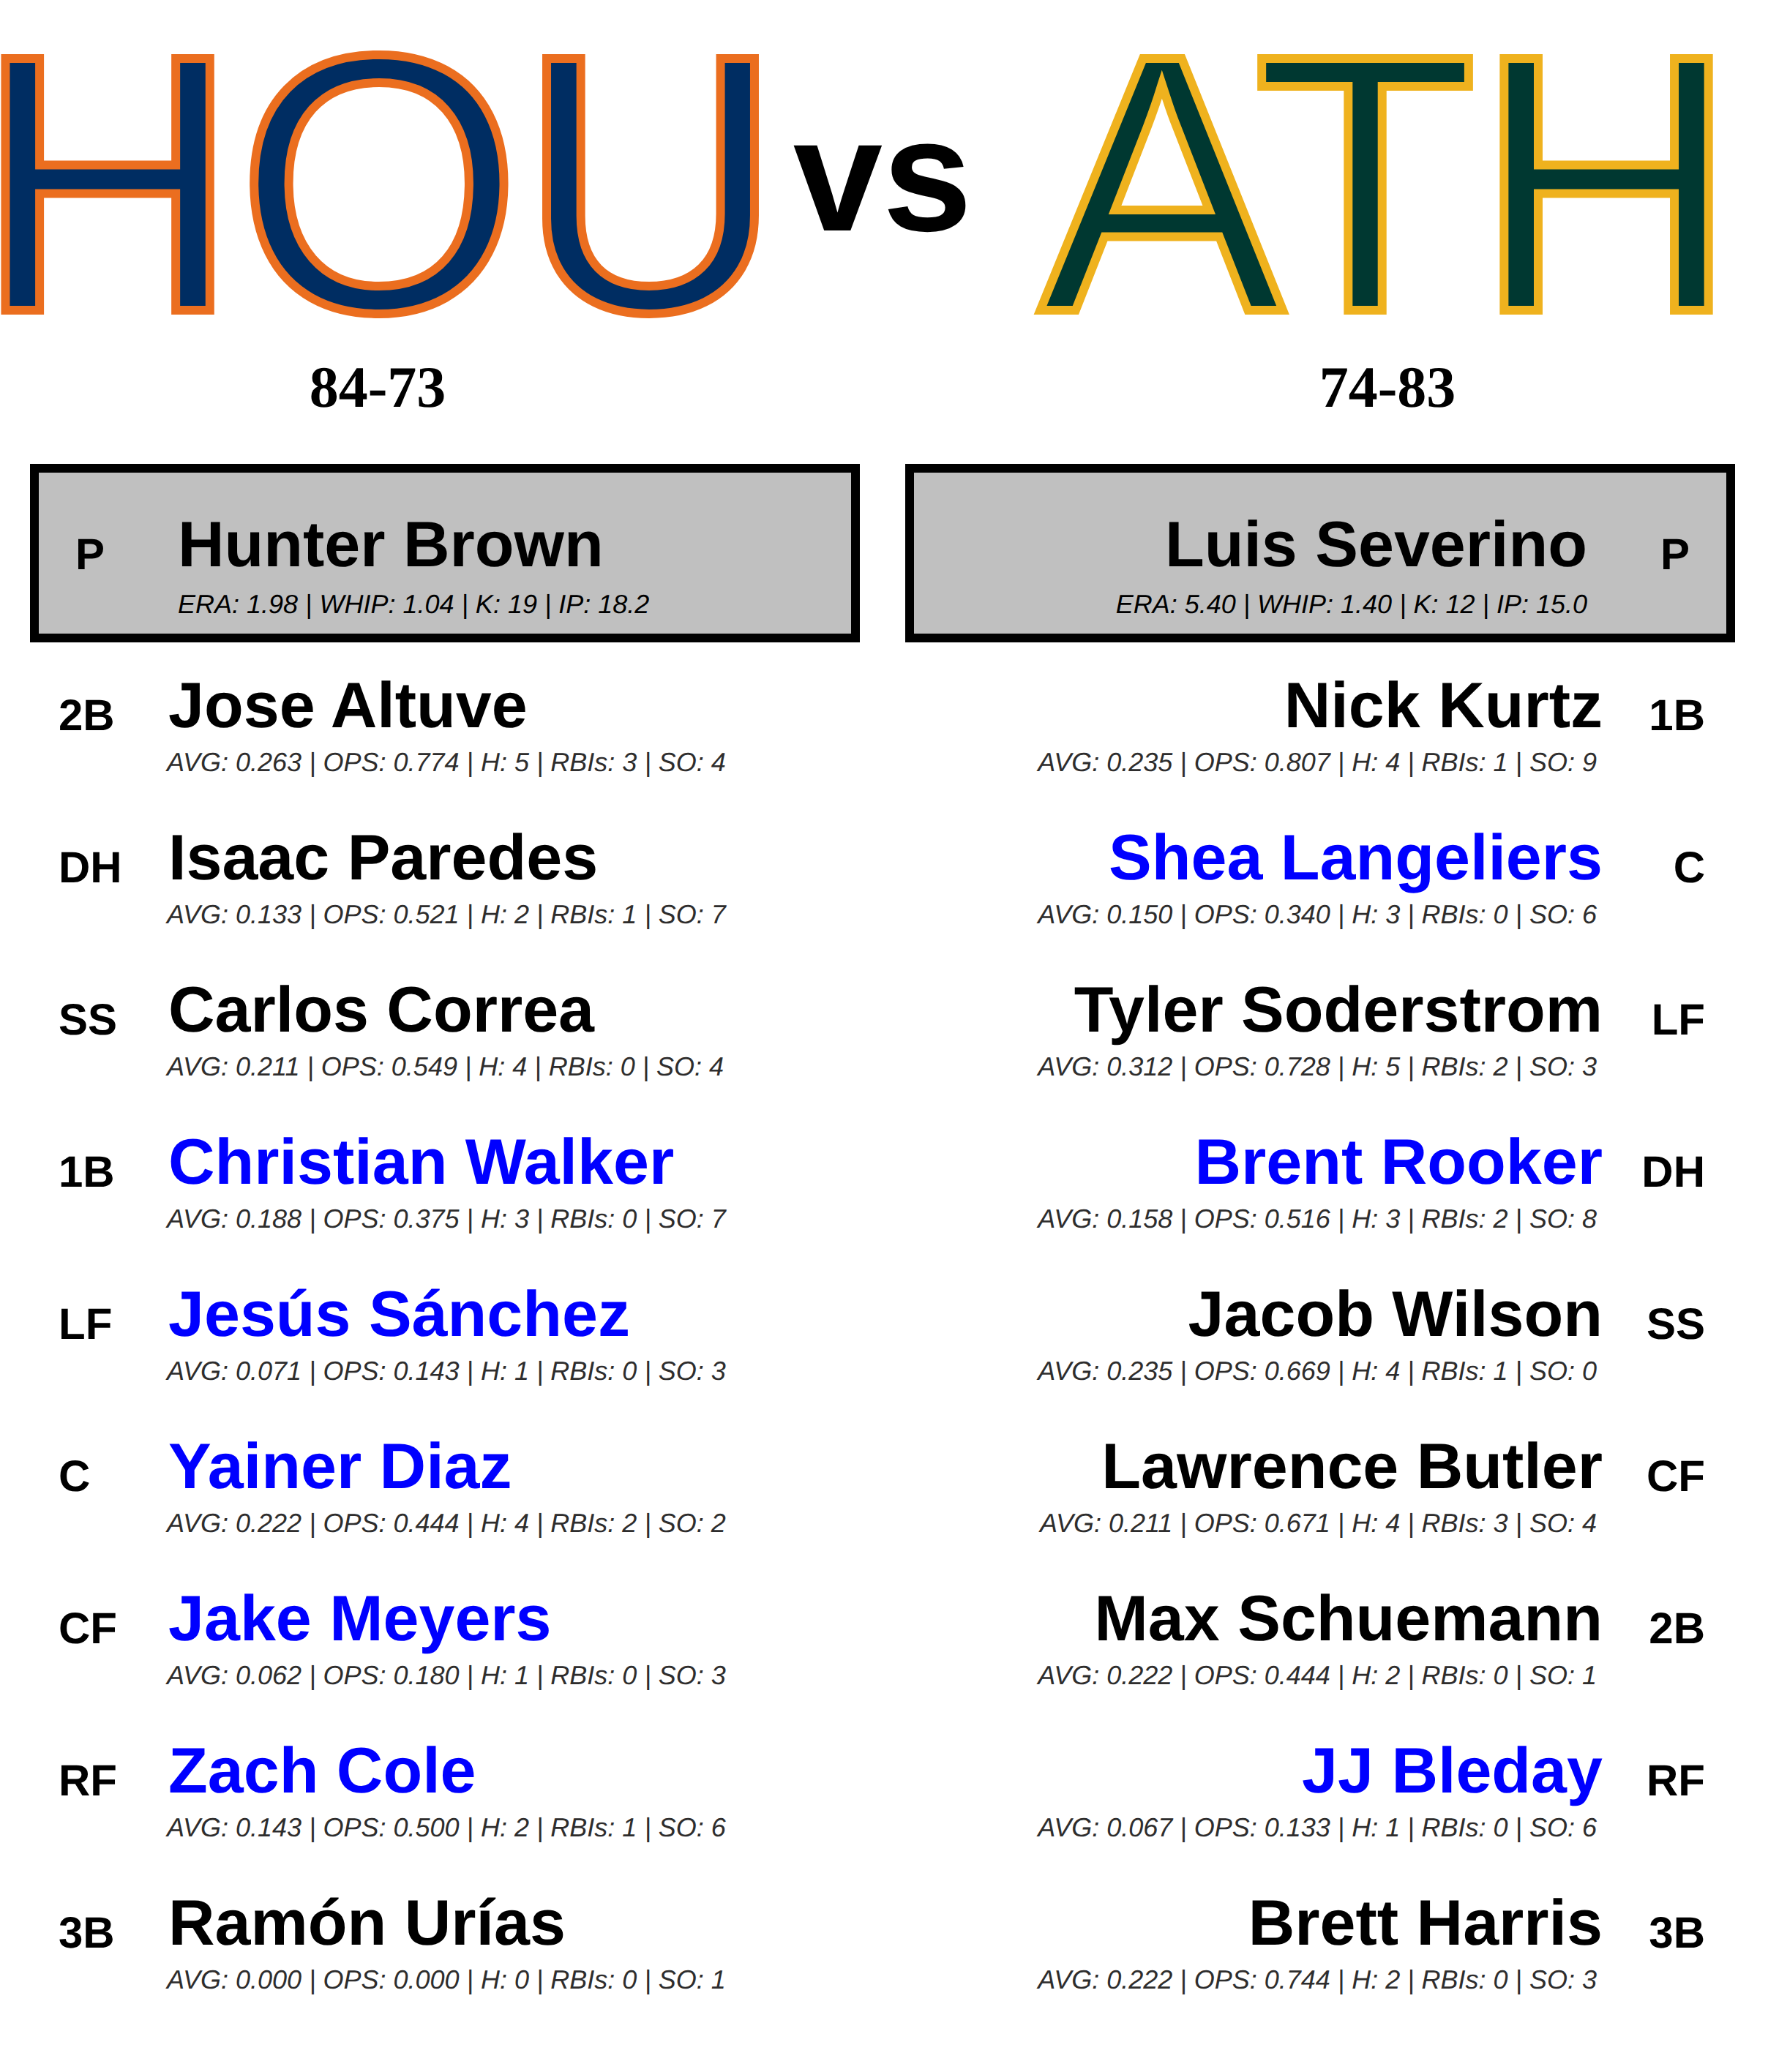 HOU vs ATH
84-73 74-83
P Hunter Brown
ERA: 1.98 | WHIP: 1.04 | K: 19 | IP: 18.2
Luis Severino P
ERA: 5.40 | WHIP: 1.40 | K: 12 | IP: 15.0
2B Jose Altuve
AVG: 0.263 | OPS: 0.774 | H: 5 | RBIs: 3 | SO: 4
DH Isaac Paredes
AVG: 0.133 | OPS: 0.521 | H: 2 | RBIs: 1 | SO: 7
SS Carlos Correa
AVG: 0.211 | OPS: 0.549 | H: 4 | RBIs: 0 | SO: 4
1B Christian Walker
AVG: 0.188 | OPS: 0.375 | H: 3 | RBIs: 0 | SO: 7
LF Jesús Sánchez
AVG: 0.071 | OPS: 0.143 | H: 1 | RBIs: 0 | SO: 3
C Yainer Diaz
AVG: 0.222 | OPS: 0.444 | H: 4 | RBIs: 2 | SO: 2
CF Jake Meyers
AVG: 0.062 | OPS: 0.180 | H: 1 | RBIs: 0 | SO: 3
RF Zach Cole
AVG: 0.143 | OPS: 0.500 | H: 2 | RBIs: 1 | SO: 6
3B Ramón Urías
AVG: 0.000 | OPS: 0.000 | H: 0 | RBIs: 0 | SO: 1
Nick Kurtz 1B
AVG: 0.235 | OPS: 0.807 | H: 4 | RBIs: 1 | SO: 9
Shea Langeliers C
AVG: 0.150 | OPS: 0.340 | H: 3 | RBIs: 0 | SO: 6
Tyler Soderstrom LF
AVG: 0.312 | OPS: 0.728 | H: 5 | RBIs: 2 | SO: 3
Brent Rooker DH
AVG: 0.158 | OPS: 0.516 | H: 3 | RBIs: 2 | SO: 8
Jacob Wilson SS
AVG: 0.235 | OPS: 0.669 | H: 4 | RBIs: 1 | SO: 0
Lawrence Butler CF
AVG: 0.211 | OPS: 0.671 | H: 4 | RBIs: 3 | SO: 4
Max Schuemann 2B
AVG: 0.222 | OPS: 0.444 | H: 2 | RBIs: 0 | SO: 1
JJ Bleday RF
AVG: 0.067 | OPS: 0.133 | H: 1 | RBIs: 0 | SO: 6
Brett Harris 3B
AVG: 0.222 | OPS: 0.744 | H: 2 | RBIs: 0 | SO: 3